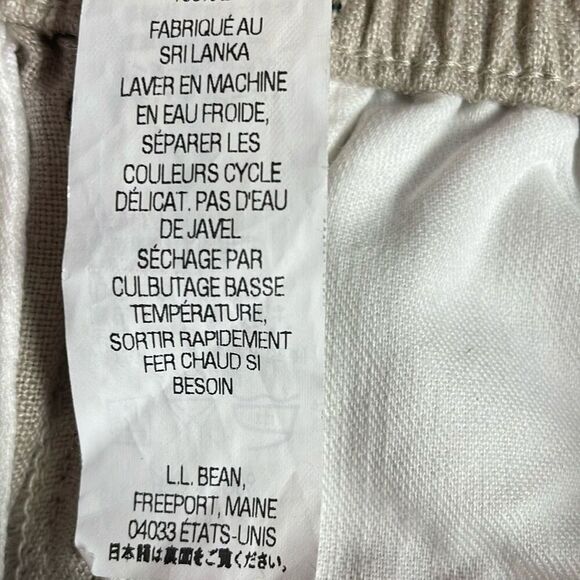 FABRIQUÉ AU
SRI LANKA
LAVER EN MACHINE
EN EAU FROIDE,
SÉPARER LES
COULEURS CYCLE
DÉLICAT. PAS D'EAU
DE JAVEL
SÉCHAGE PAR
CULBUTAGE BASSE
TEMPÉRATURE,
SORTIR RAPIDEMENT
FER CHAUD SI
BESOIN
L.L. BEAN,
FREEPORT, MAINE
04033 ÉTATS-UNIS
日本語は裏面をご覧ください。